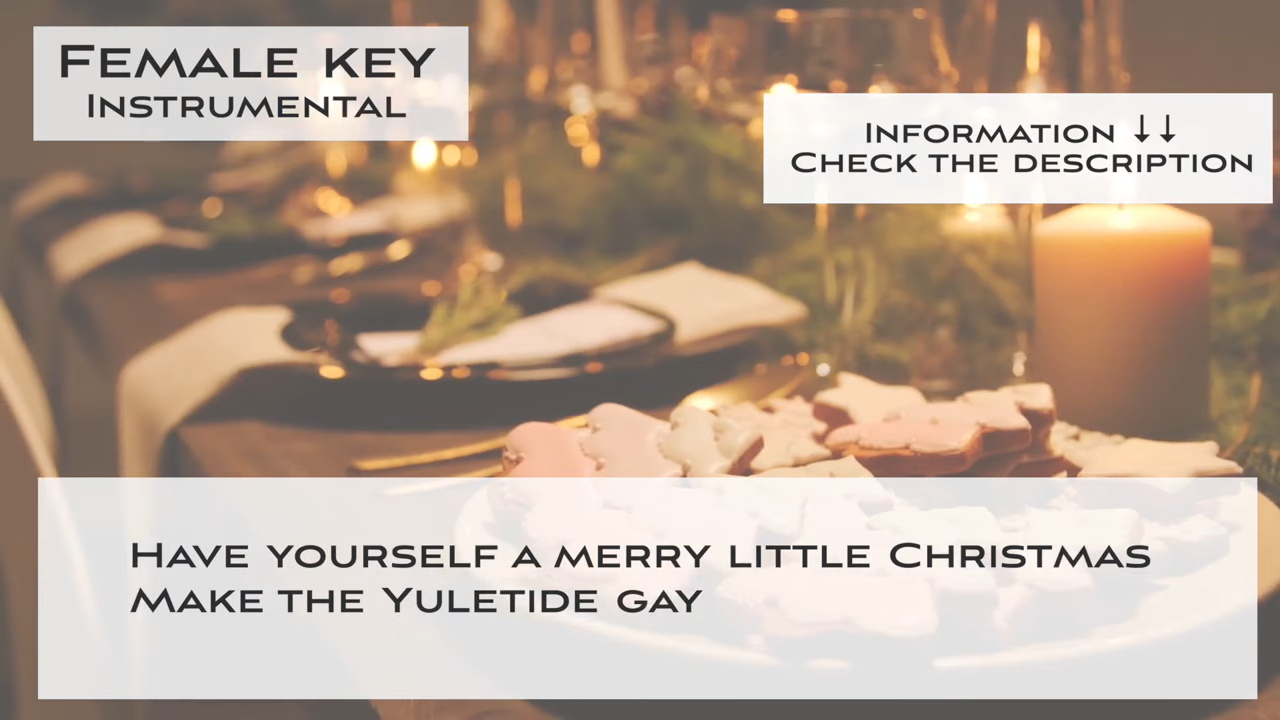 Female key
Instrumental
Information ↓↓
Check the description
Have yourself a merry little Christmas
Make the Yuletide gay